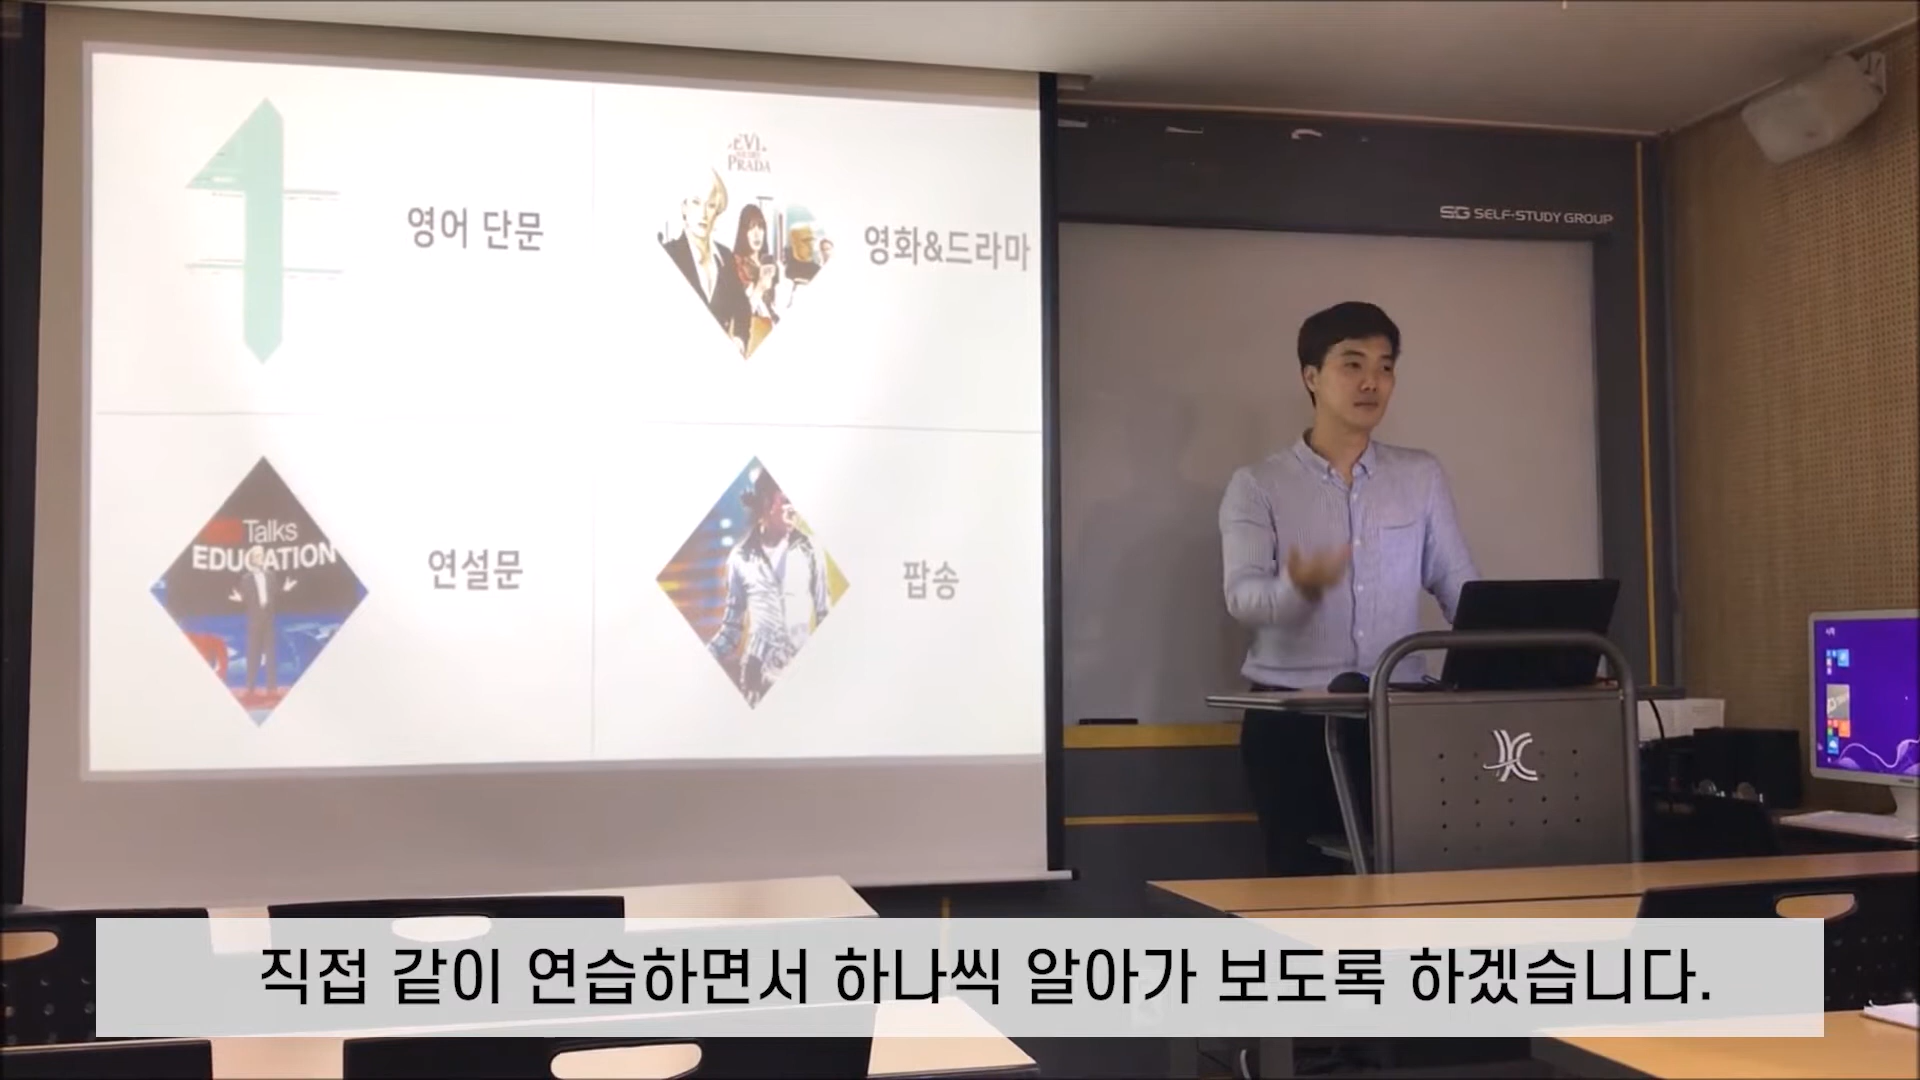 영어 단문
PRADA
영화&드라마
SG SELF-STUDY GROUP
Talks
EDUCATION
연설문
팝송
직접 같이 연습하면서 하나씩 알아가 보도록 하겠습니다.